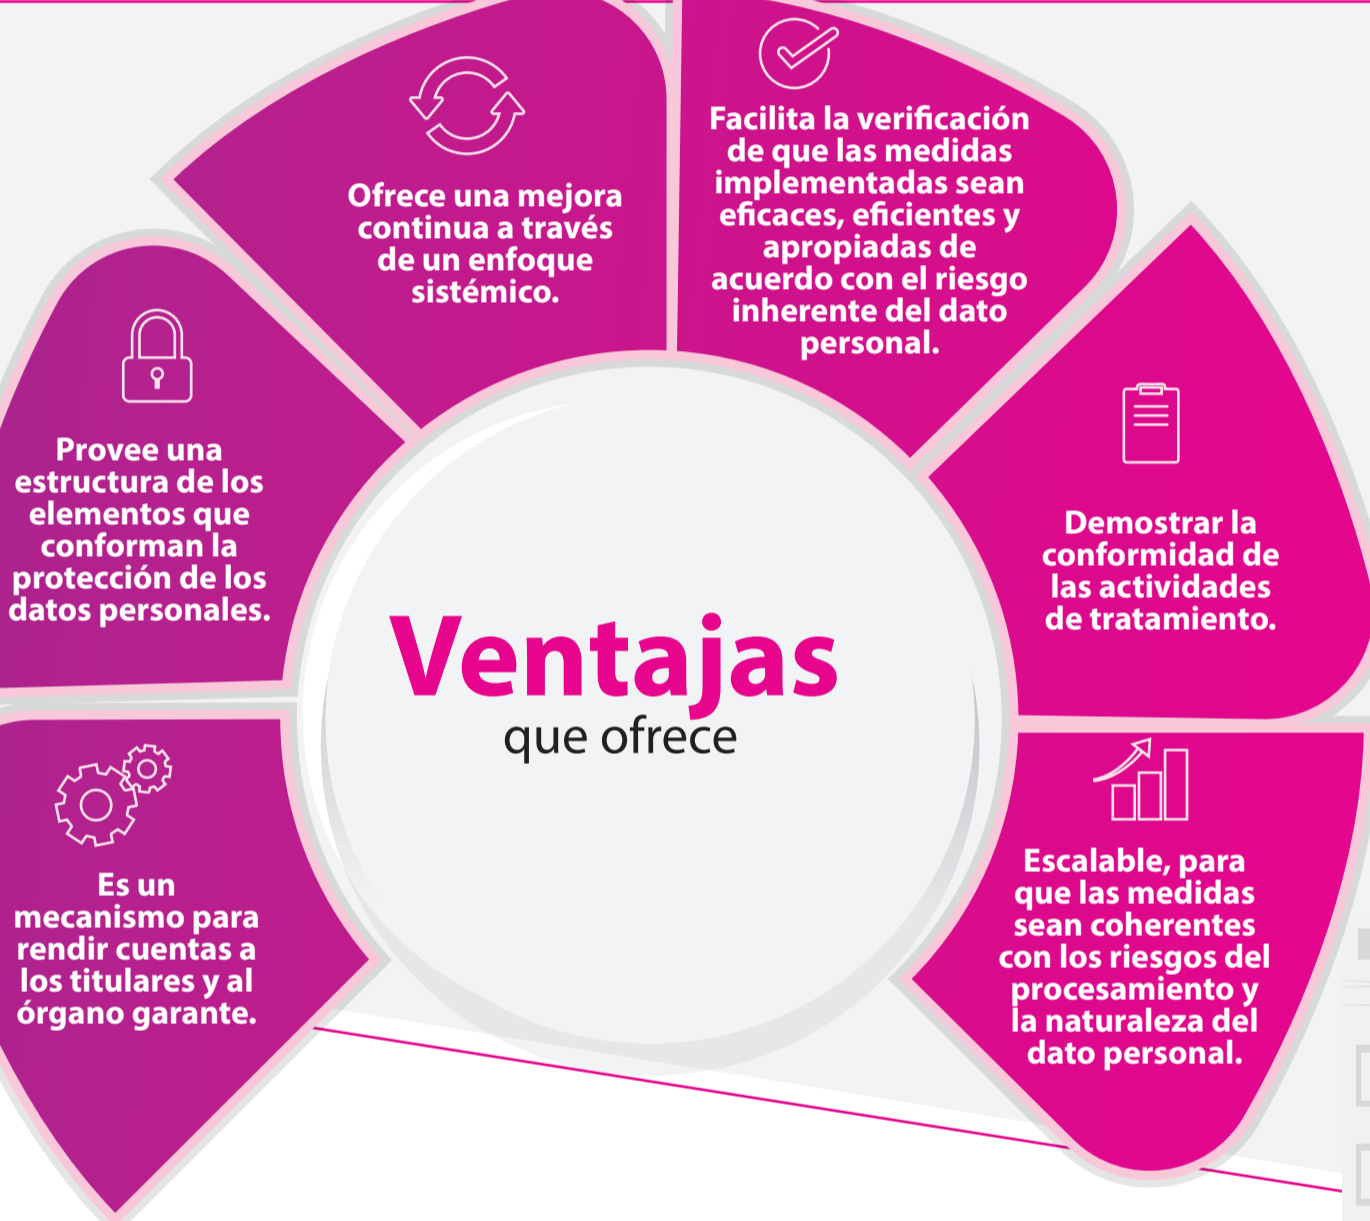 Ventajas
que ofrece
Es un
mecanismo para
rendir cuentas a
los titulares y al
órgano garante.
Provee una
estructura de los
elementos que
conforman la
protección de los
datos personales.
Ofrece una mejora
continua a través
de un enfoque
sistémico.
Facilita la verificación
de que las medidas
implementadas sean
eficaces, eficientes y
apropiadas de
acuerdo con el riesgo
inherente del dato
personal.
Demostrar la
conformidad de
las actividades
de tratamiento.
Escalable, para
que las medidas
sean coherentes
con los riesgos del
procesamiento y
la naturaleza del
dato personal.